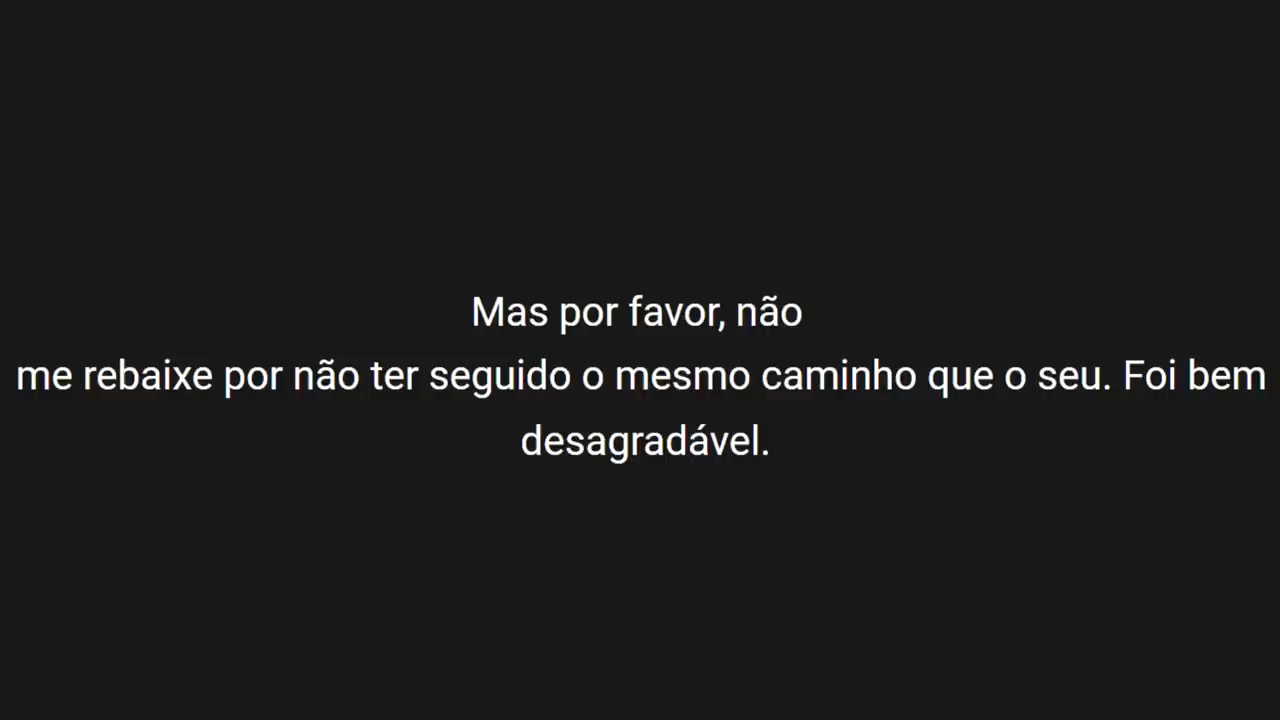 Mas por favor, não
me rebaixe por não ter seguido o mesmo caminho que o seu. Foi bem
desagradável.